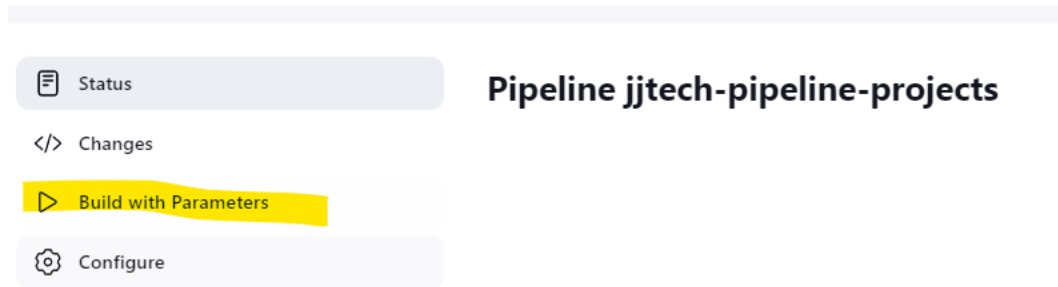 Status
Changes
Build with Parameters
Configure
Pipeline jjtech-pipeline-projects